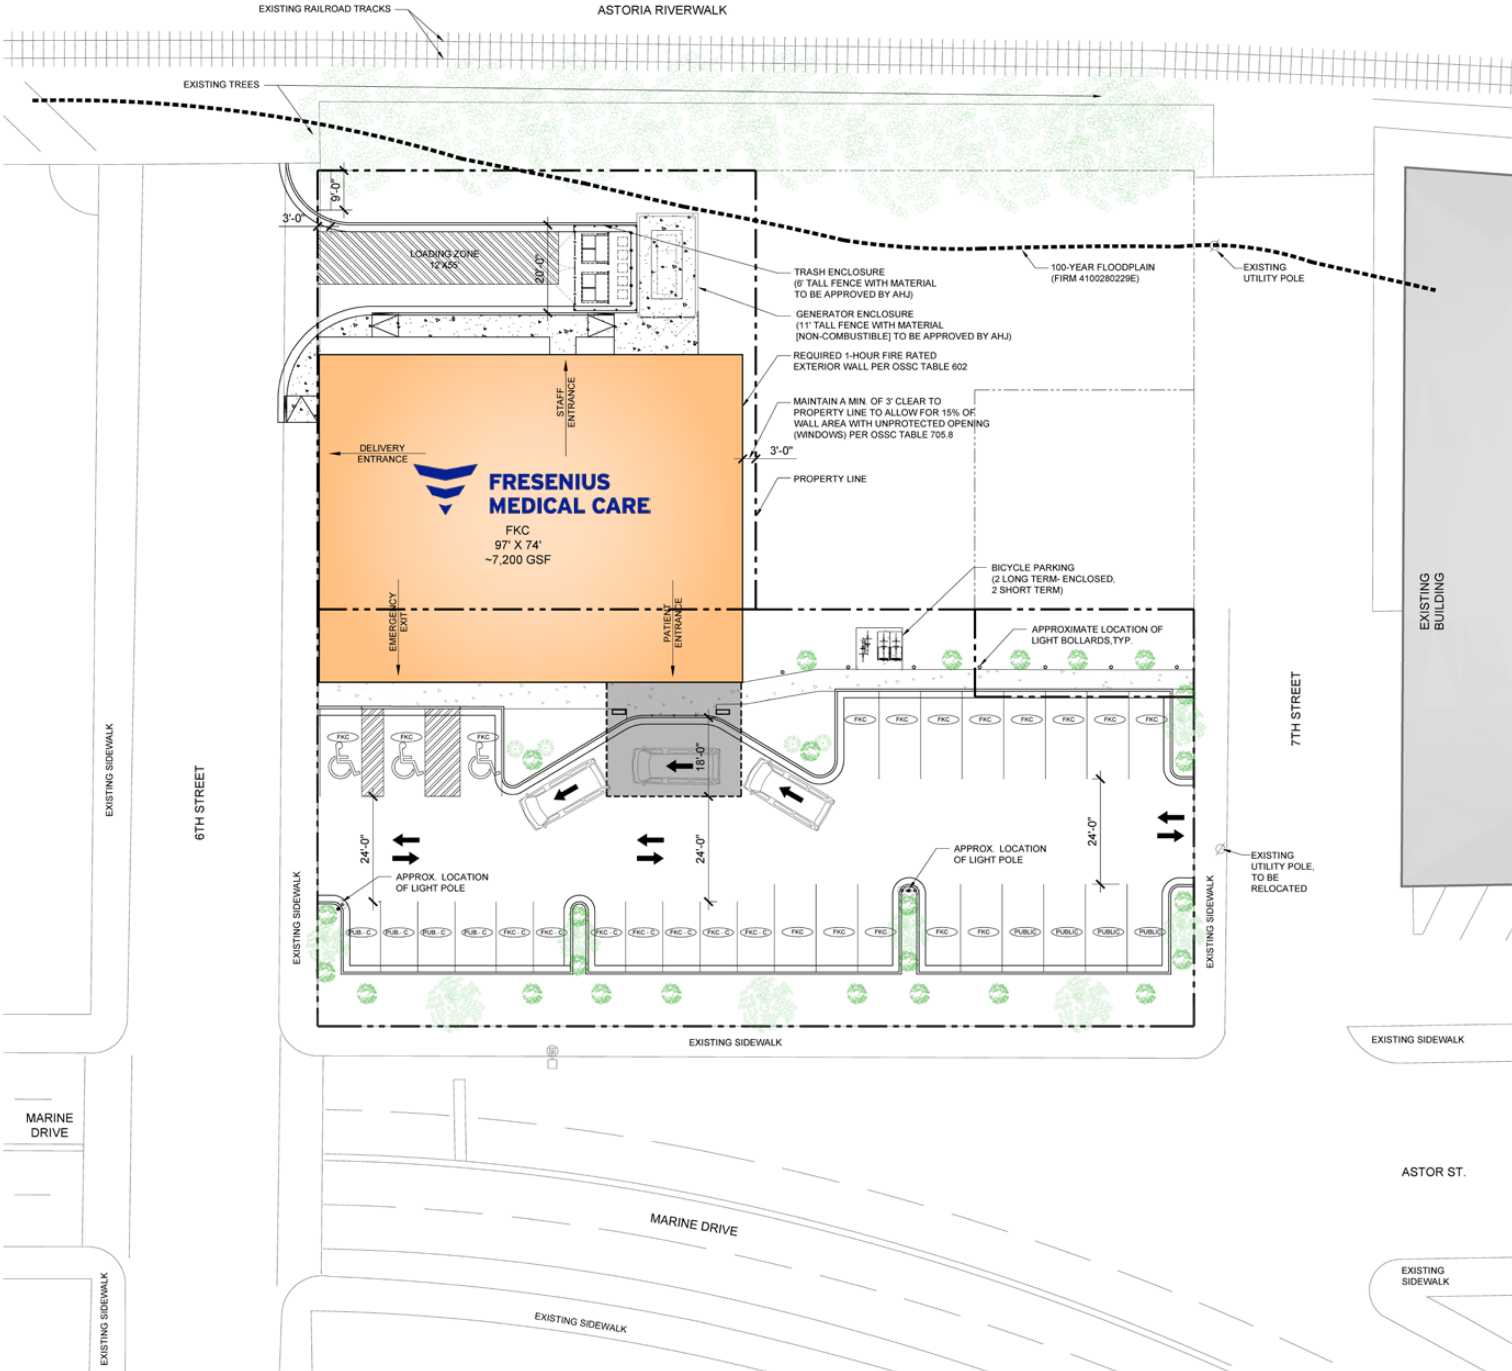 EXISTING RAILROAD TRACKS
ASTORIA RIVERWALK
EXISTING TREES
9'-0"
3'-0"
LOADING ZONE
12'X55'
20'-0"
TRASH ENCLOSURE
(6' TALL FENCE WITH MATERIAL
TO BE APPROVED BY AHJ)
100-YEAR FLOODPLAIN
(FIRM 4100280229E)
EXISTING
UTILITY POLE
GENERATOR ENCLOSURE
(11' TALL FENCE WITH MATERIAL
[NON-COMBUSTIBLE] TO BE APPROVED BY AHJ)
REQUIRED 1-HOUR FIRE RATED
EXTERIOR WALL PER OSSC TABLE 602
STAFF
ENTRANCE
MAINTAIN A MIN. OF 3' CLEAR TO
PROPERTY LINE TO ALLOW FOR 15% OF
WALL AREA WITH UNPROTECTED OPENING
(WINDOWS) PER OSSC TABLE 705.8
3'-0"
DELIVERY
ENTRANCE
PROPERTY LINE
FRESENIUS
MEDICAL CARE
FKC
97' X 74'
~7,200 GSF
BICYCLE PARKING
(2 LONG TERM- ENCLOSED,
2 SHORT TERM)
EXISTING
BUILDING
EMERGENCY
EXIT
PATIENT
ENTRANCE
APPROXIMATE LOCATION OF
LIGHT BOLLARDS,TYP.
7TH STREET
EXISTING SIDEWALK
6TH STREET
FKC
FKC
FKC
FKC
FKC
FKC
FKC
FKC
FKC
FKC
FKC
18'-0"
24'-0"
24'-0"
24'-0"
APPROX. LOCATION
OF LIGHT POLE
APPROX. LOCATION
OF LIGHT POLE
EXISTING
UTILITY POLE,
TO BE
RELOCATED
EXISTING SIDEWALK
EXISTING SIDEWALK
PUB.- C
PUB.- C
PUB.- C
PUB.- C
FKC - C
FKC - C
FKC - C
FKC - C
FKC - C
FKC - C
FKC - C
FKC
FKC
FKC
FKC
FKC
PUBLIC
PUBLIC
PUBLIC
PUBLIC
EXISTING SIDEWALK
EXISTING SIDEWALK
MARINE
DRIVE
ASTOR ST.
MARINE DRIVE
EXISTING SIDEWALK
EXISTING SIDEWALK
EXISTING
SIDEWALK